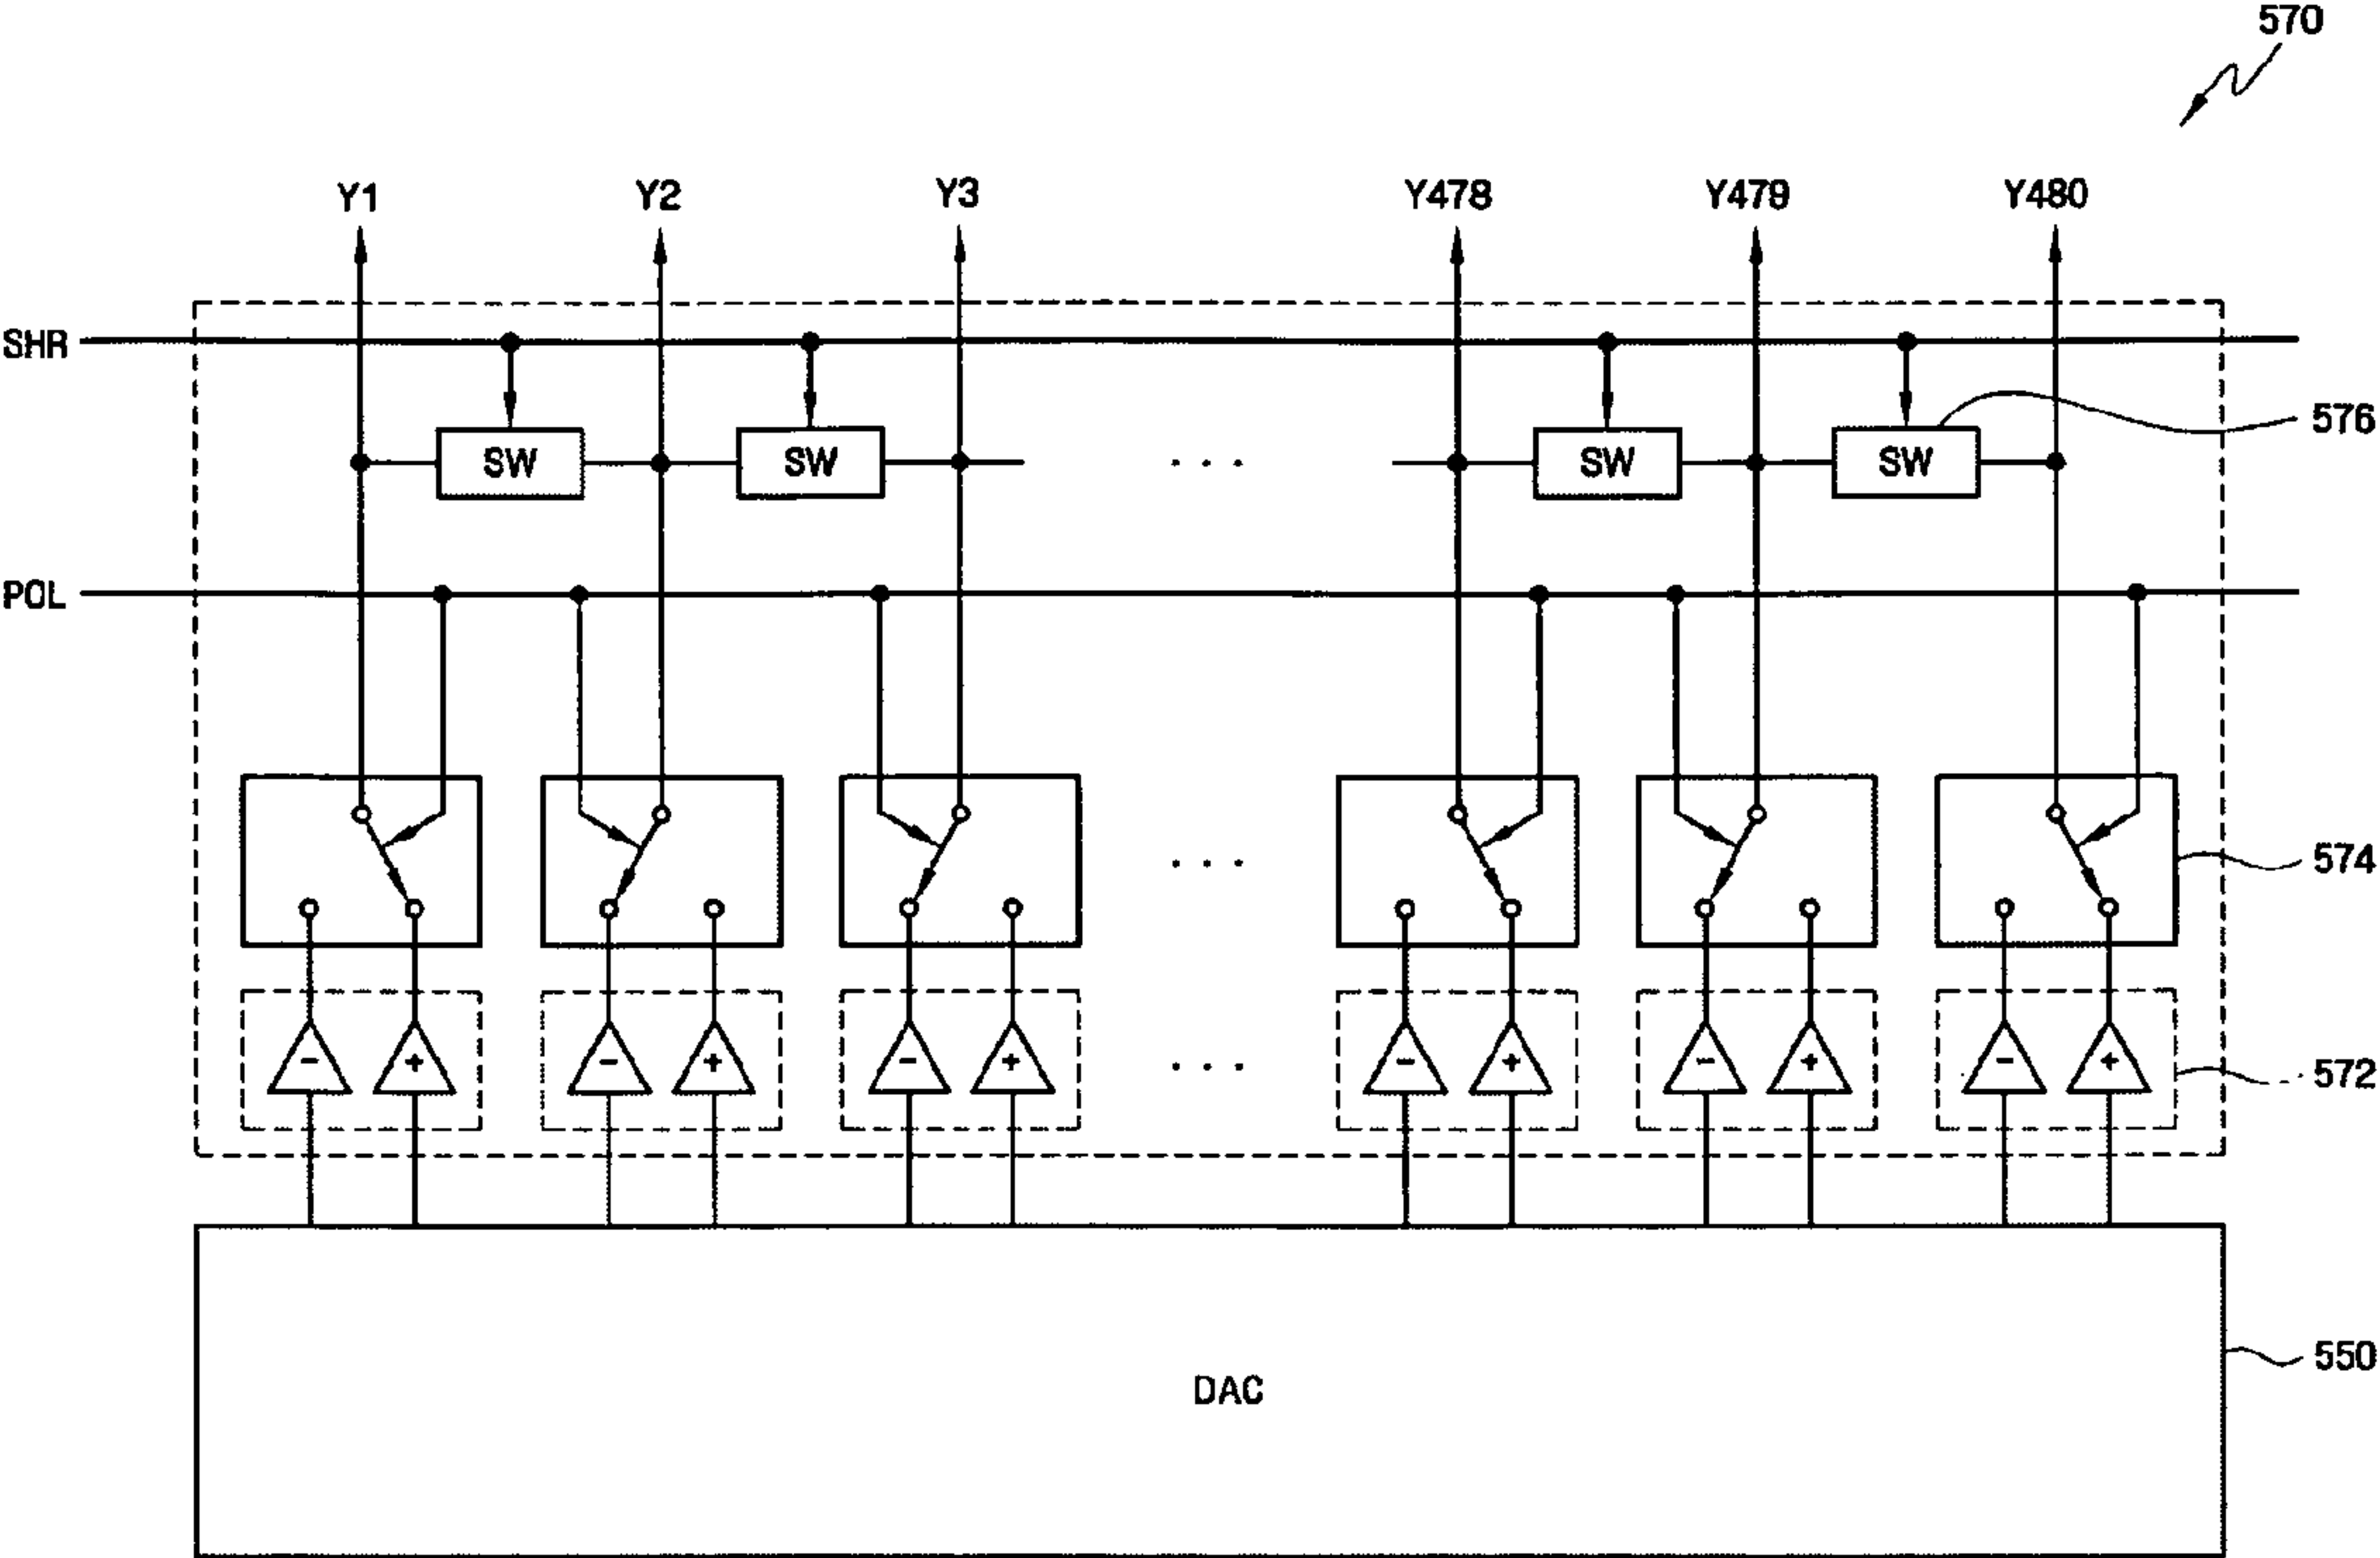 570
Y1 Y2 Y3 Y478 Y479 Y480
SHR
576
SW SW . . . SW SW
POL
. . . 574
- + - + - + . . . - + - + - + 572
550
DAC